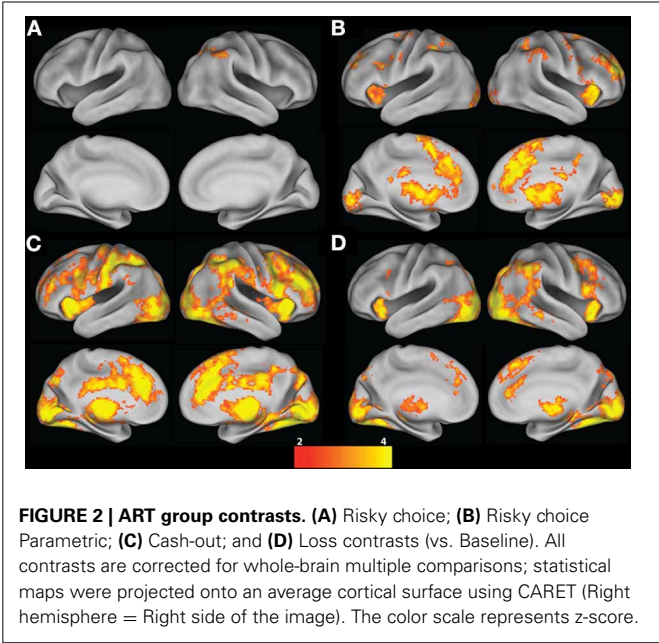 A
B
C
D
2
4
FIGURE 2 | ART group contrasts. (A) Risky choice; (B) Risky choice
Parametric; (C) Cash-out; and (D) Loss contrasts (vs. Baseline). All
contrasts are corrected for whole-brain multiple comparisons; statistical
maps were projected onto an average cortical surface using CARET (Right
hemisphere = Right side of the image). The color scale represents z-score.